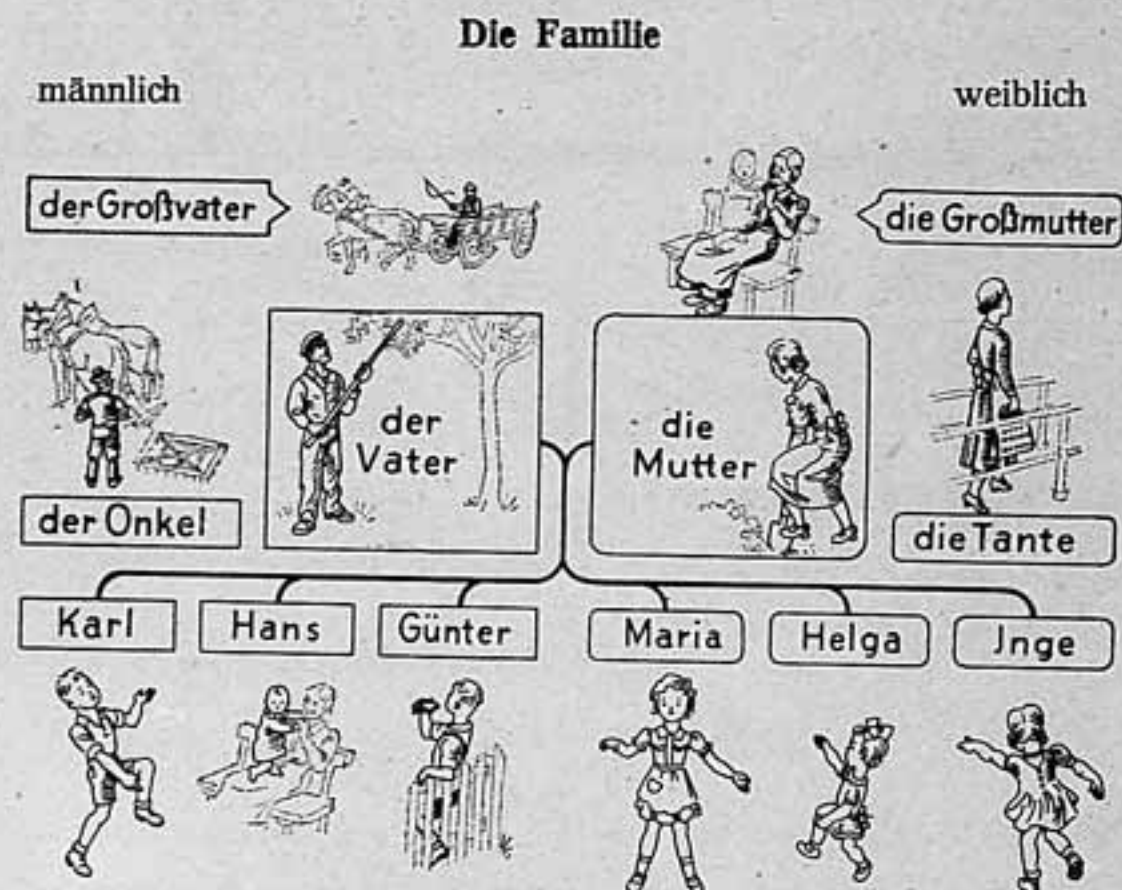 Die Familie
männlich weiblich
der Großvater
die Großmutter
der Vater
die Mutter
der Onkel
die Tante
Karl Hans Günter Maria Helga Jnge